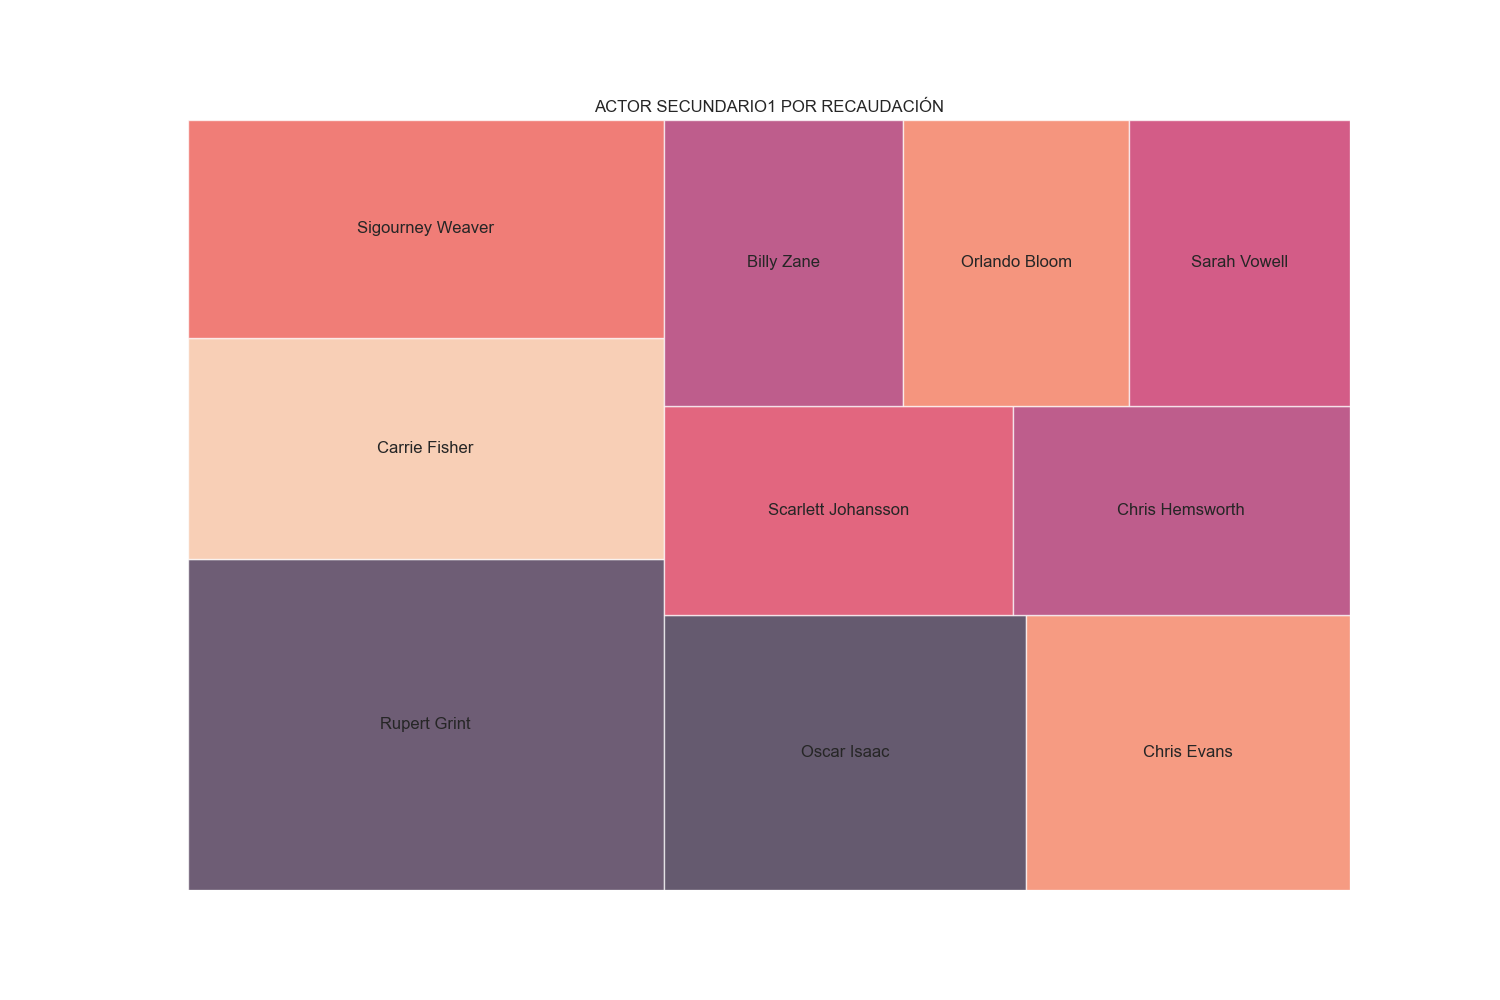 ACTOR SECUNDARIO1 POR RECAUDACIÓN
Sigourney Weaver
Billy Zane
Orlando Bloom
Sarah Vowell
Carrie Fisher
Scarlett Johansson
Chris Hemsworth
Rupert Grint
Oscar Isaac
Chris Evans